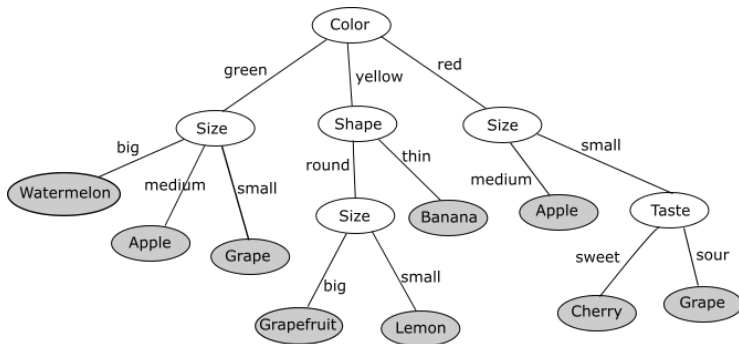 Color
green
yellow
red
Size
Shape
Size
big
medium
small
round
thin
medium
small
Watermelon
Apple
Grape
Size
Banana
Apple
Taste
big
small
sweet
sour
Grapefruit
Lemon
Cherry
Grape